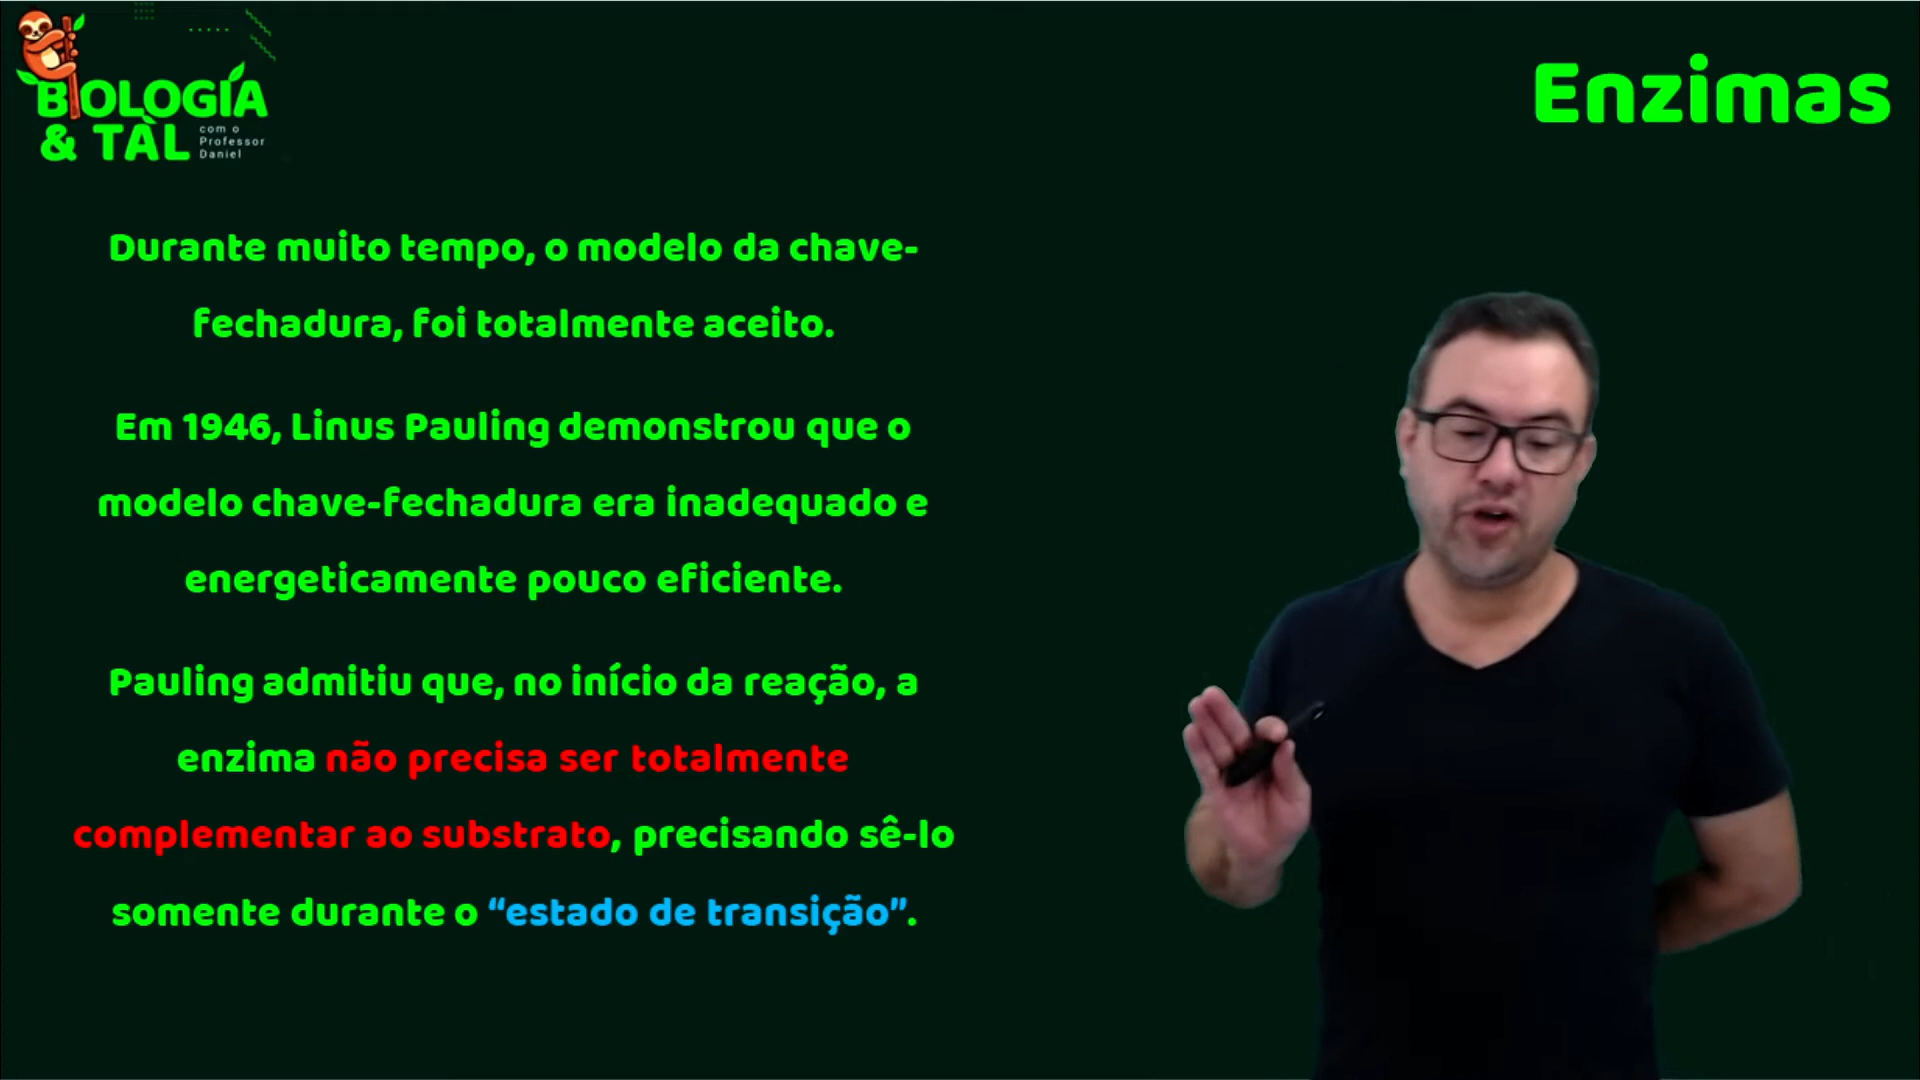 BIOLOGIA
& TÀL
com o
Professor
Daniel
Enzimas
Durante muito tempo, o modelo da chave-
fechadura, foi totalmente aceito.
Em 1946, Linus Pauling demonstrou que o
modelo chave-fechadura era inadequado e
energeticamente pouco eficiente.
Pauling admitiu que, no início da reação, a
enzima não precisa ser totalmente
complementar ao substrato, precisando sê-lo
somente durante o “estado de transição”.